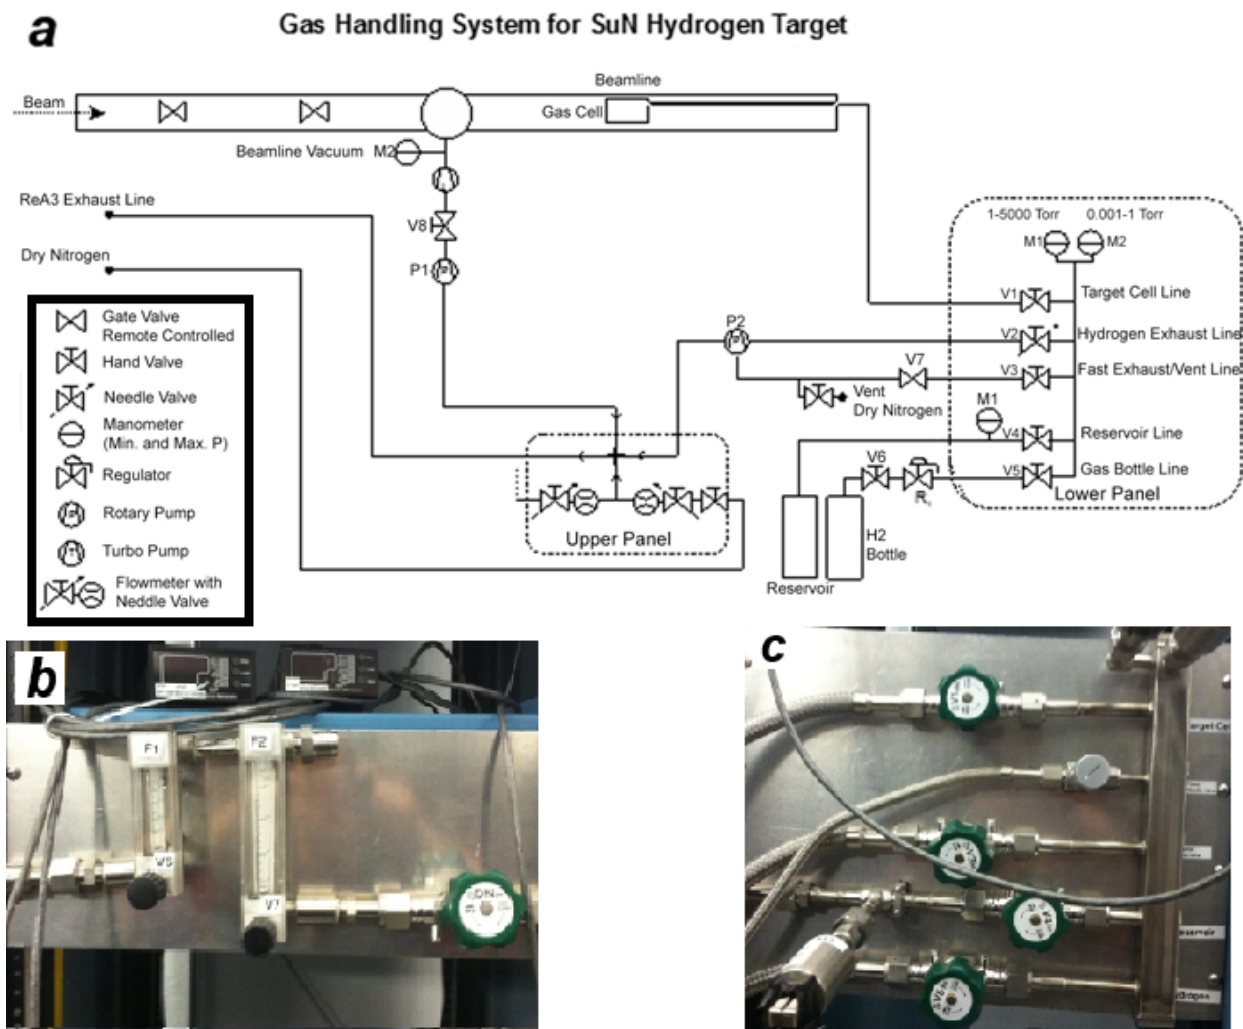 a
Gas Handling System for SuN Hydrogen Target
Beamline
Beam
Gas Cell
Beamline Vacuum M2
ReA3 Exhaust Line
V8
1-5000 Torr 0.001-1 Torr
M1 M2
Dry Nitrogen
P1
V1 Target Cell Line
Gate Valve
Remote Controlled
P2
V2 Hydrogen Exhaust Line
Hand Valve
V7
V3 Fast Exhaust/Vent Line
Needle Valve
Vent
Dry Nitrogen
M1
Manometer
(Min. and Max. P)
V4 Reservoir Line
Regulator
V6
V5 Gas Bottle Line
R
Lower Panel
Rotary Pump
Upper Panel
H2
Bottle
Turbo Pump
Reservoir
Flowmeter with
Neddle Valve
b
F1
F2
V7
c